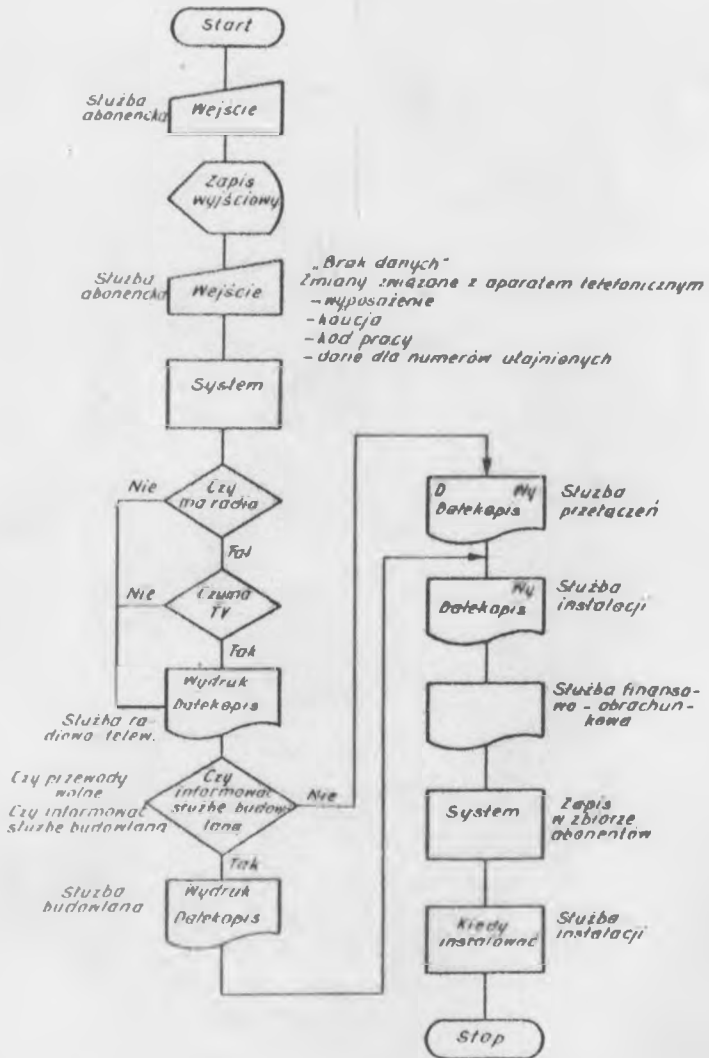 Start
Służba
abonencka
Wejście
Zapis
wyjściowy
Służba
abonencka
Wejście
„Brak danych"
Zmiany związane z aparatem telefonicznym
- wyposażenie
- kaucja
- kod pracy
- dane dla numerów utajnionych
System
Nie
Czy
ma radio
Tak
Nie
Czy ma
TV
Tak
Wydruk
Dalekopis
Służba ra-
diowo telew.
Czy przewody
wolne
Czy informować
służbę budowlaną
Czy
informować
służbę budow-
laną
Nie
Tak
Służba
budowlana
Wydruk
Dalekopis
D Wy
Dalekopis
Służba
przełączeń
Wy
Dalekopis
Służba
instalacji
Służba finanso-
wo - obrachun-
kowa
System
Zapis
w zbiorze
abonentów
Kiedy
instalować
Służba
instalacji
Stop